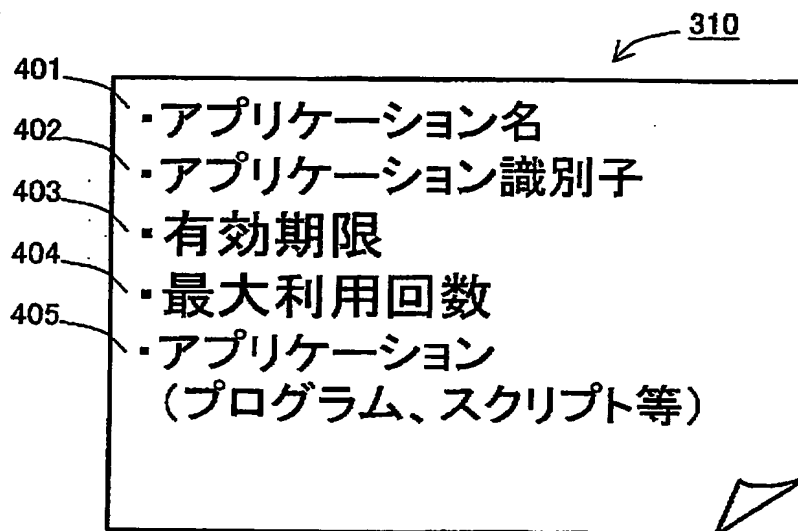 310
401
・アプリケーション名
402
・アプリケーション識別子
403
・有効期限
404
・最大利用回数
405
・アプリケーション
（プログラム、スクリプト等）